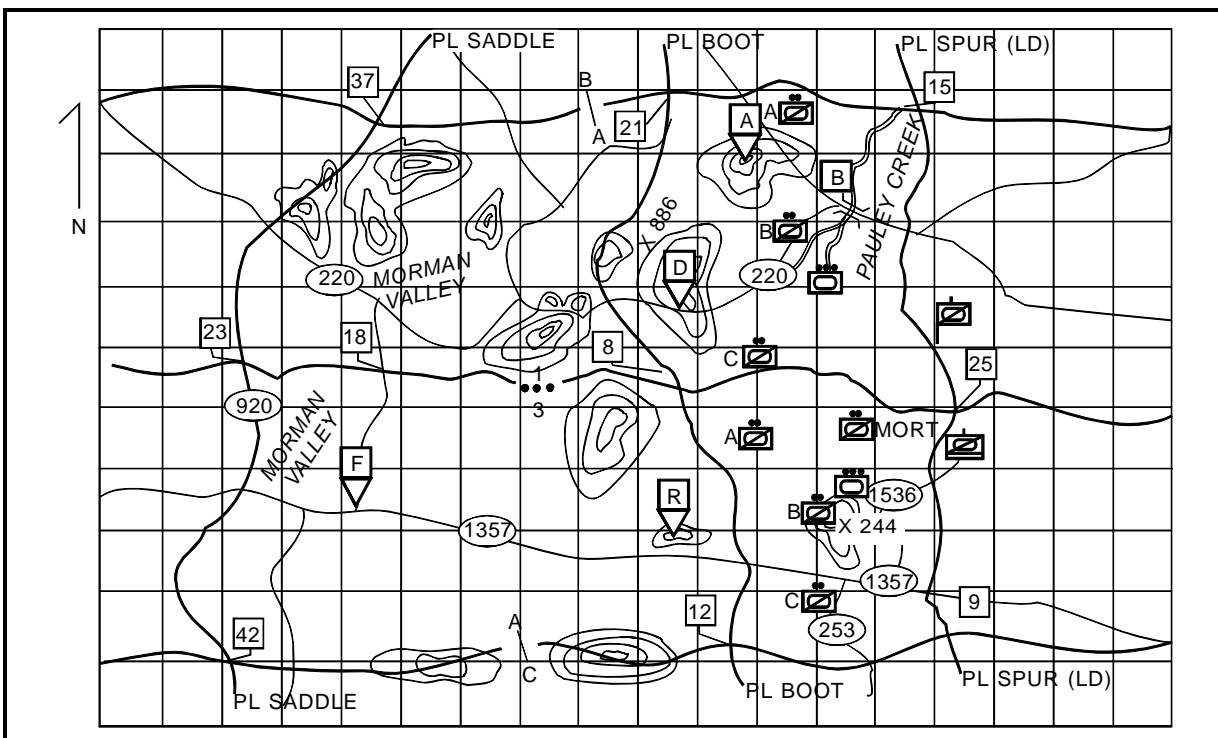 PL SADDLE
PL BOOT
PL SPUR (LD)
37
B
A
21
A
A
15
B
PAULEY CREEK
N
X 886
B
D
220
220
MORMAN
VALLEY
23
18
8
C
25
1
3
920
MORMAN
VALLEY
A
MORT
F
R
1536
B
X 244
1357
1357
C
9
12
253
42
A
C
PL SADDLE
PL BOOT
PL SPUR (LD)